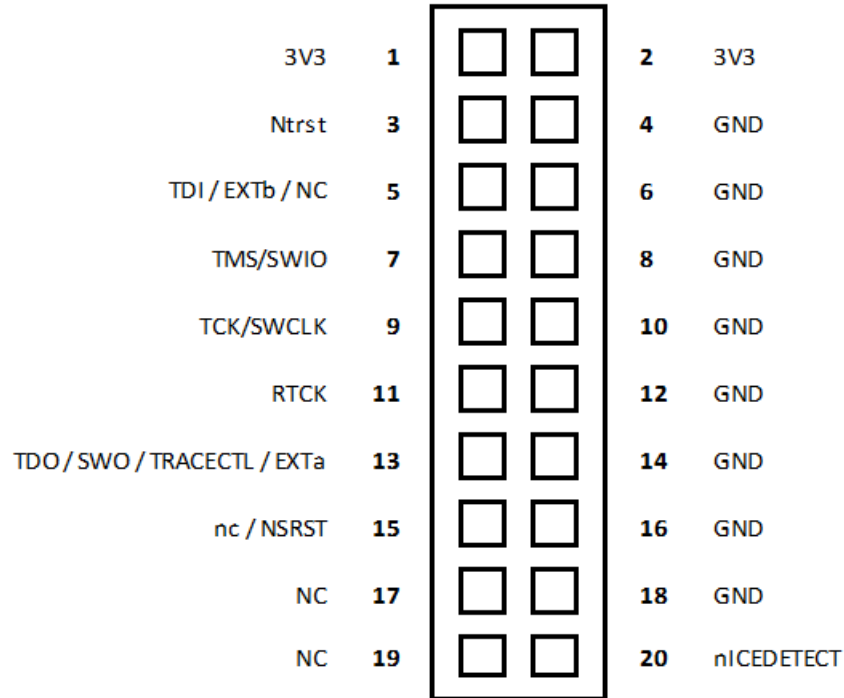 3V3 1 2 3V3
Ntrst 3 4 GND
TDI / EXTb / NC 5 6 GND
TMS/SWIO 7 8 GND
TCK/SWCLK 9 10 GND
RTCK 11 12 GND
TDO / SWO / TRACECTL / EXTa 13 14 GND
nc / NSRST 15 16 GND
NC 17 18 GND
NC 19 20 nICEDETECT